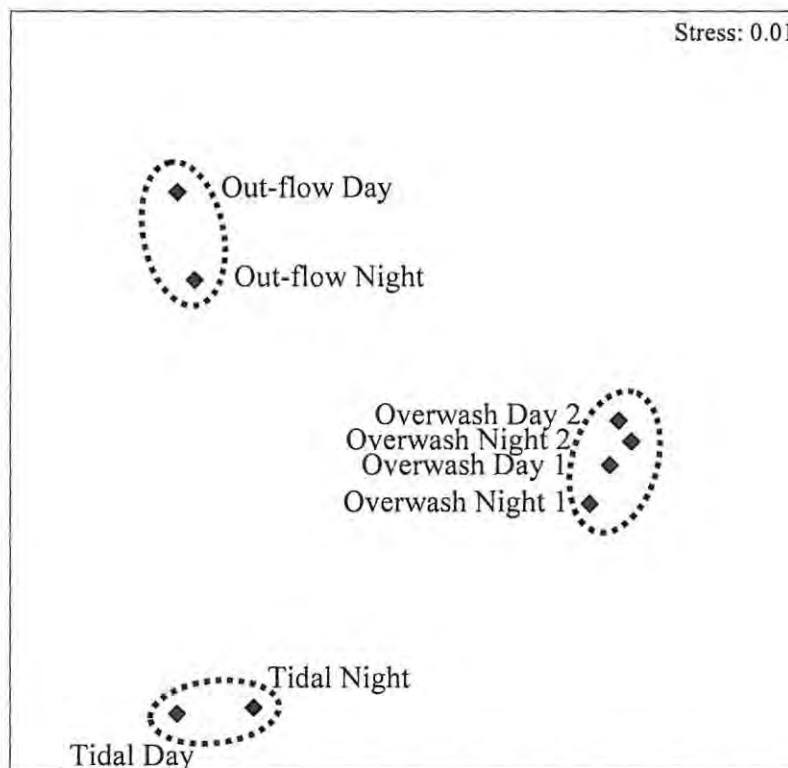 Stress: 0.01
Out-flow Day
Out-flow Night
Overwash Day 2
Overwash Night 2
Overwash Day 1
Overwash Night 1
Tidal Night
Tidal Day